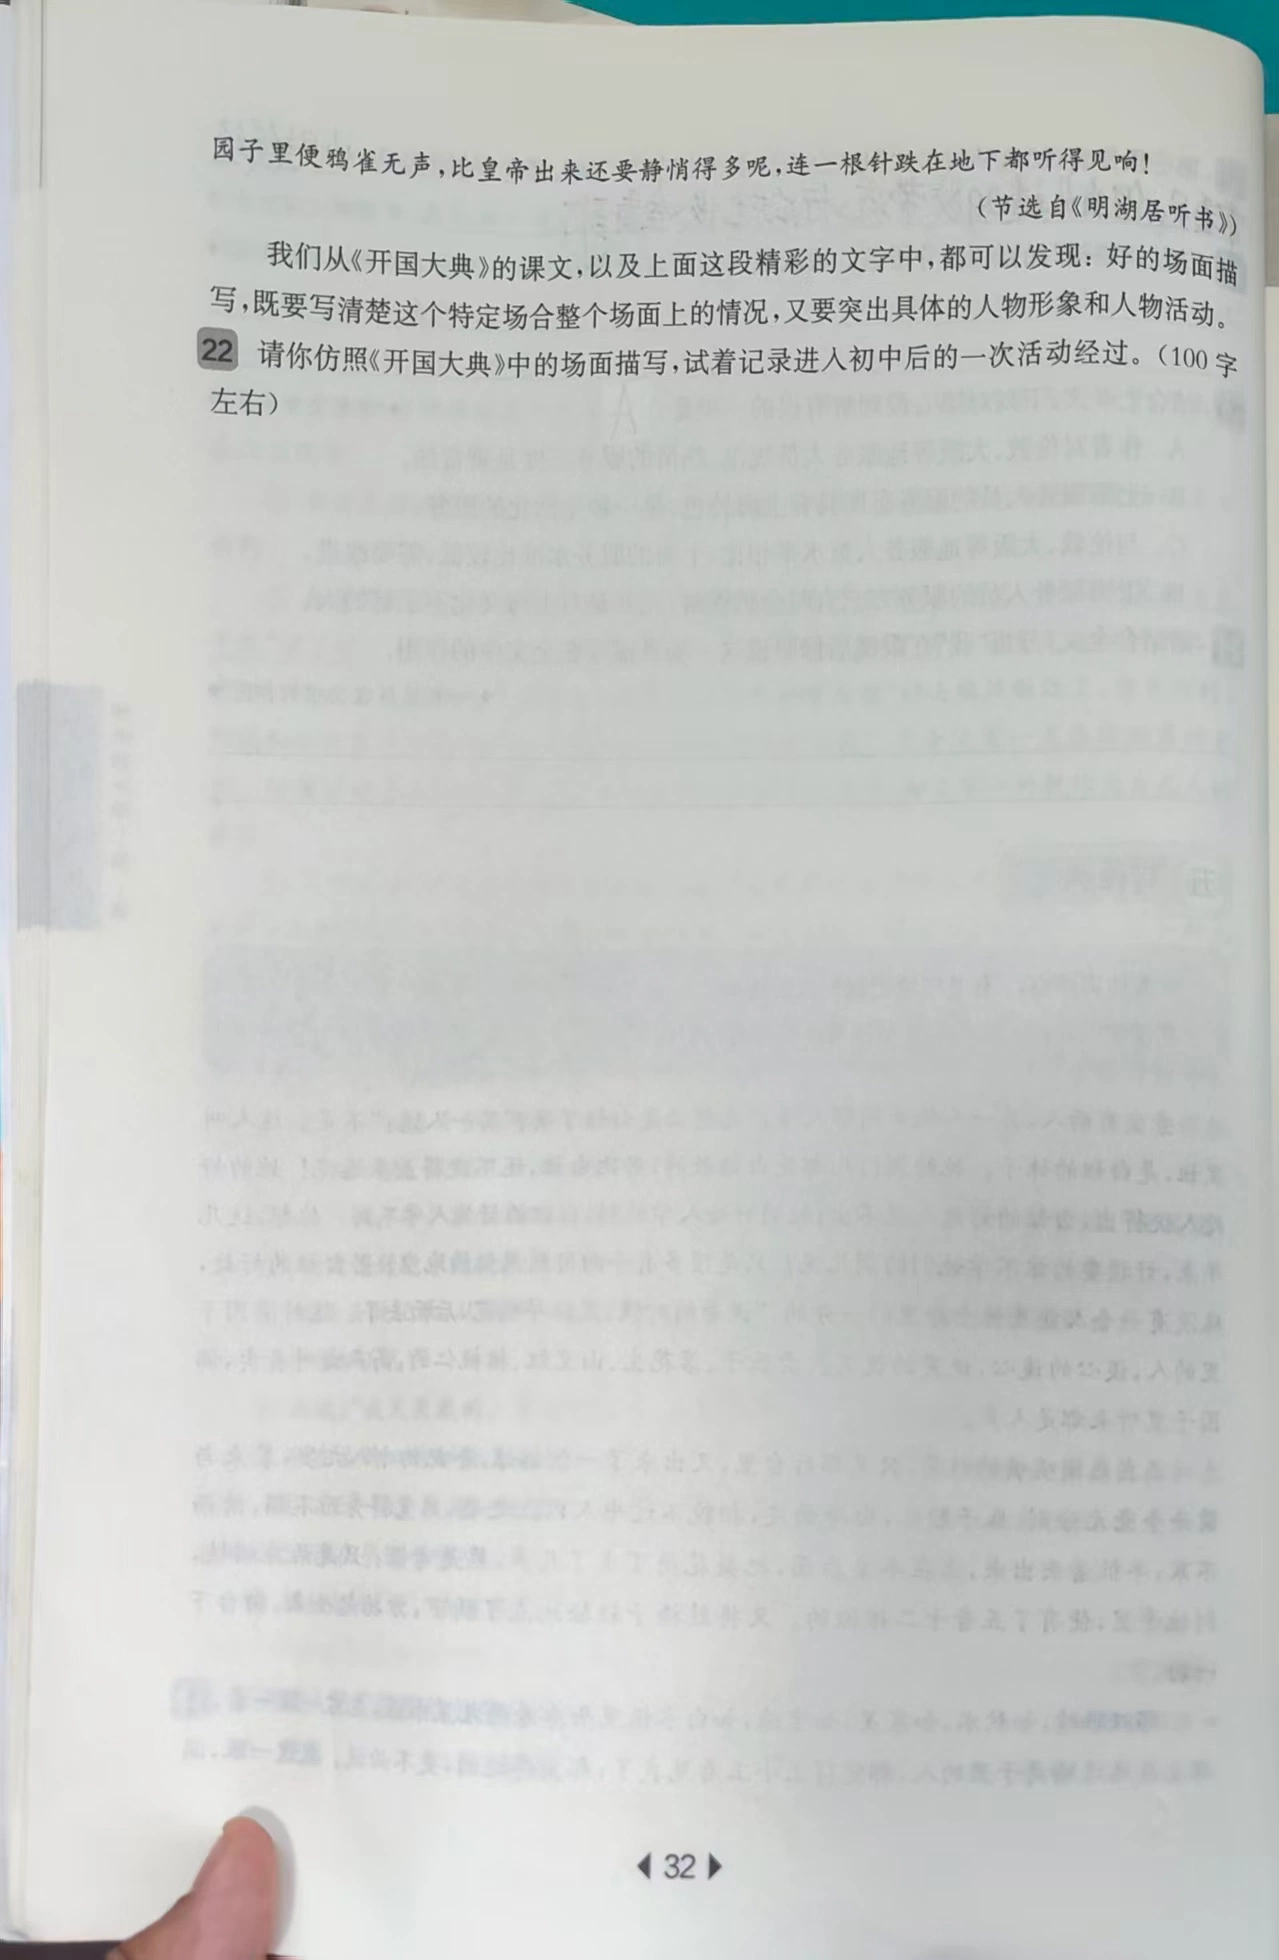 园子里便鸦雀无声，比皇帝出来还要静悄得多呢，连一根针跌在地下都听得见响！
（节选自《明湖居听书》）
我们从《开国大典》的课文，以及上面这段精彩的文字中，都可以发现：好的场面描
写，既要写清楚这个特定场合整个场面上的情况，又要突出具体的人物形象和人物活动。
22 请你仿照《开国大典》中的场面描写，试着记录进入初中后的一次活动经过。（100字
左右）
32